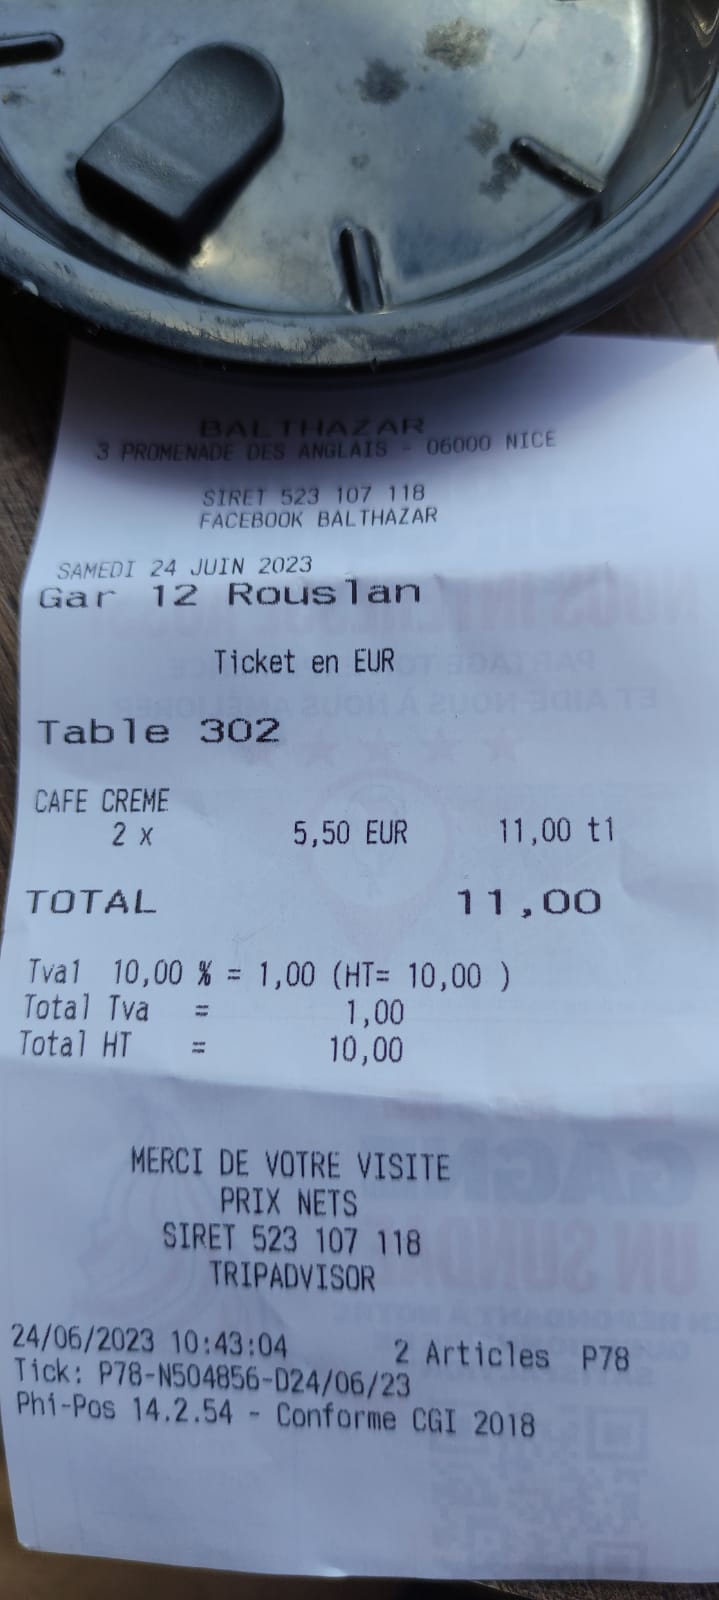 BALTHAZAR
3 PROMENADE DES ANGLAIS - 06000 NICE
SIRET 523 107 118
FACEBOOK BALTHAZAR
SAMEDI 24 JUIN 2023
Gar 12 Rouslan
Ticket en EUR
Table 302
CAFE CREME
2 x 5,50 EUR 11,00 t1
TOTAL 11,00
Tva1 10,00 % = 1,00 (HT= 10,00 )
Total Tva = 1,00
Total HT = 10,00
MERCI DE VOTRE VISITE
PRIX NETS
SIRET 523 107 118
TRIPADVISOR
24/06/2023 10:43:04 2 Articles P78
Tick: P78-N504856-D24/06/23
Phi-Pos 14.2.54 - Conforme CGI 2018